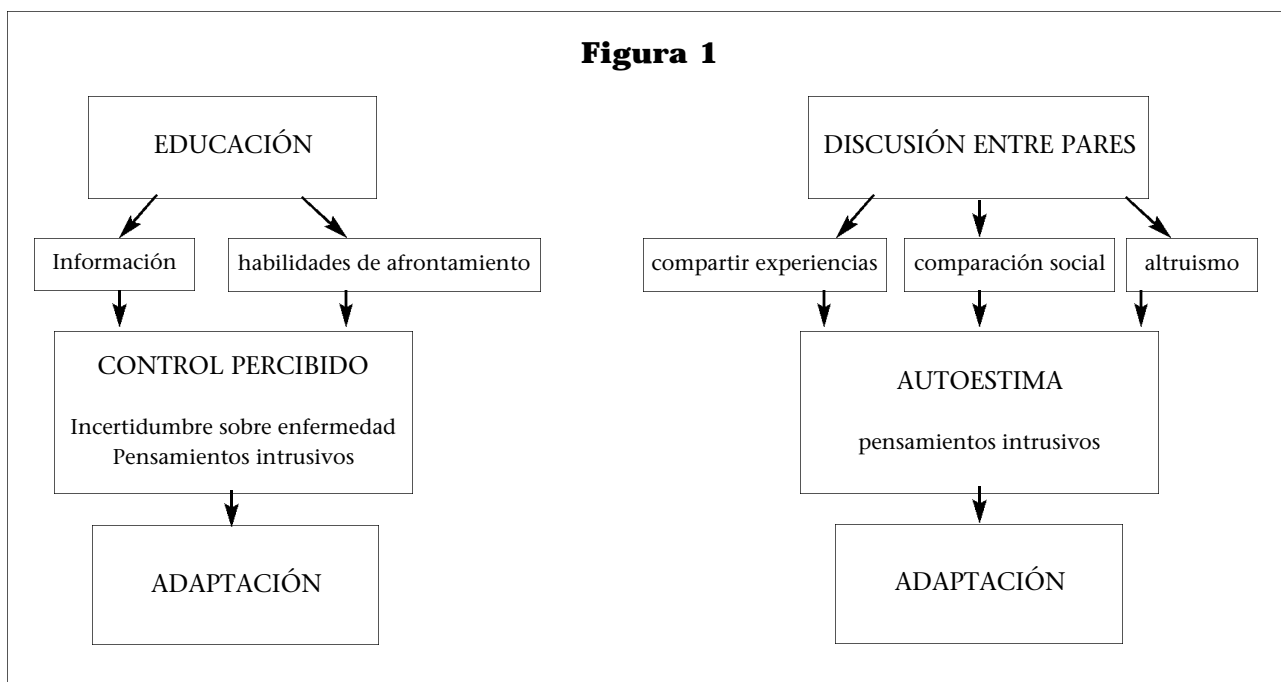 Figura 1
EDUCACIÓN
Información
habilidades de afrontamiento
CONTROL PERCIBIDO
Incertidumbre sobre enfermedad
Pensamientos intrusivos
ADAPTACIÓN
DISCUSIÓN ENTRE PARES
compartir experiencias
comparación social
altruismo
AUTOESTIMA
pensamientos intrusivos
ADAPTACIÓN